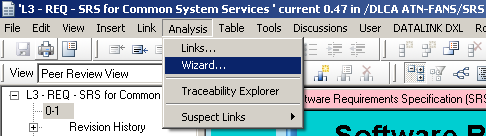 'L3 - REQ - SRS for Common System Services ' current 0.47 in /DLCA ATN-FANS/SRS
Edit View Insert Link Analysis Table Tools Discussions User DATALINK DXL Ro
Links...
Wizard...
Traceability Explorer
Suspect Links
View Peer Review View
L3 - REQ - SRS for Common
0-1
Revision History
ftware Requirements Specification (SRS
Software R